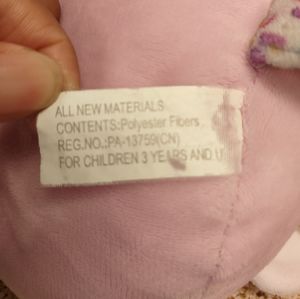 ALL NEW MATERIALS
CONTENTS:Polyester Fibers
REG.NO.:PA-13759(CN)
FOR CHILDREN 3 YEARS AND U